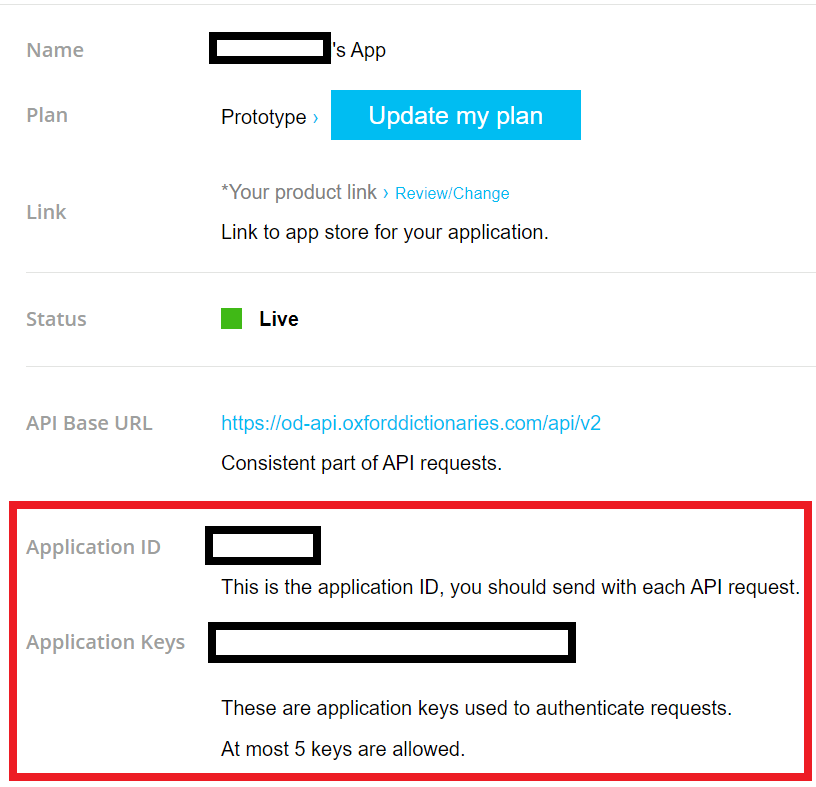 Name 's App
Plan Prototype › Update my plan
*Your product link › Review/Change
Link
Link to app store for your application.
Status Live
API Base URL https://od-api.oxforddictionaries.com/api/v2
Consistent part of API requests.
Application ID
This is the application ID, you should send with each API request.
Application Keys
These are application keys used to authenticate requests.
At most 5 keys are allowed.